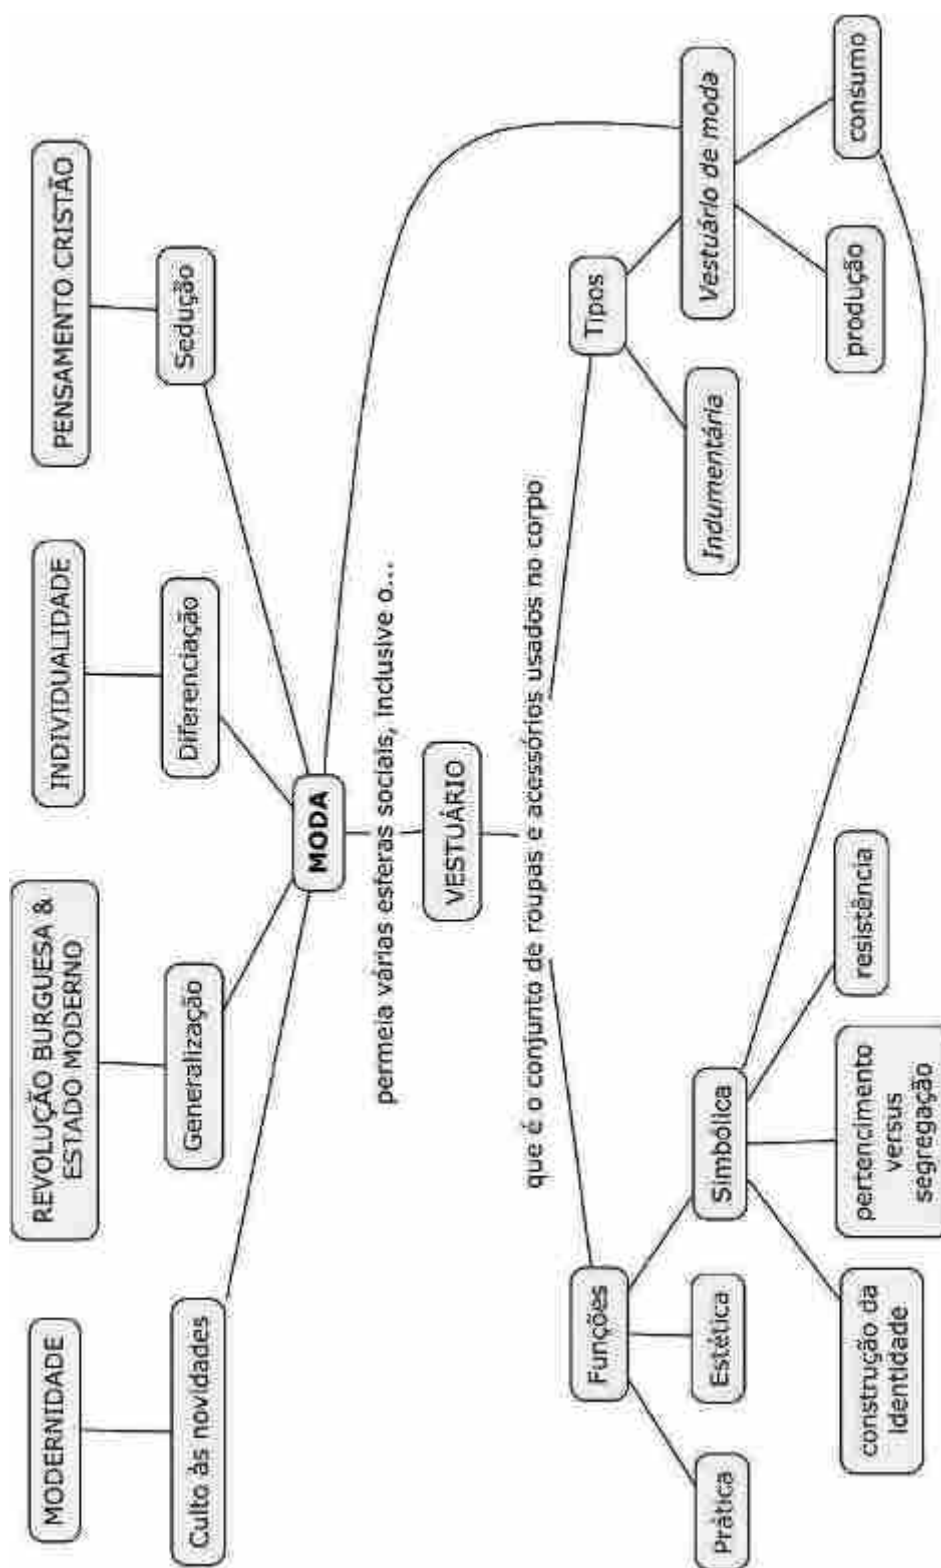 MODERNIDADE
REVOLUÇÃO BURGUESA &
ESTADO MODERNO
INDIVIDUALIDADE
PENSAMENTO CRISTÃO
Culto às novidades
Generalização
Diferenciação
Sedução
MODA
permeia várias esferas sociais, inclusive o...
VESTUÁRIO
que é o conjunto de roupas e acessórios usados no corpo
Funções
Tipos
Prática
Estética
Simbólica
Indumentária
Vestuário de moda
construção da
identidade
pertencimento
versus
segregação
resistência
produção
consumo